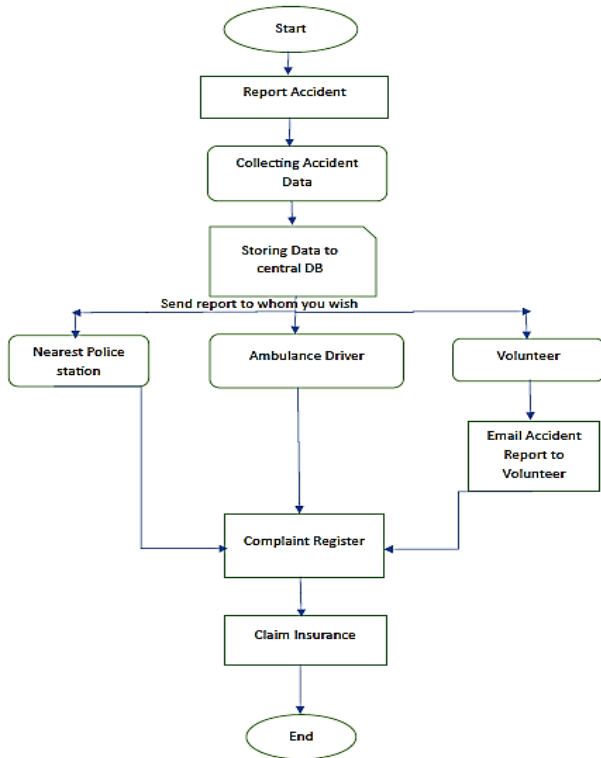 Start
Report Accident
Collecting Accident
Data
Storing Data to
central DB
Send report to whom you wish
Nearest Police
station
Ambulance Driver
Volunteer
Email Accident
Report to
Volunteer
Complaint Register
Claim Insurance
End